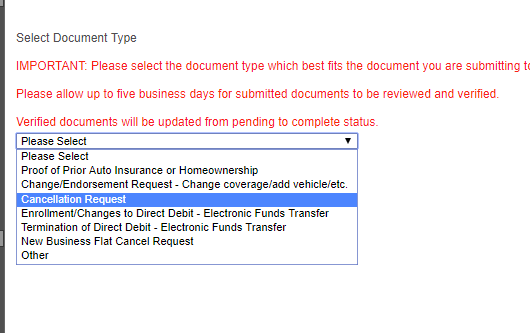 Select Document Type
IMPORTANT: Please select the document type which best fits the document you are submitting to
Please allow up to five business days for submitted documents to be reviewed and verified.
Verified documents will be updated from pending to complete status.
Please Select ▼
Please Select
Proof of Prior Auto Insurance or Homeownership
Change/Endorsement Request - Change coverage/add vehicle/etc.
Cancellation Request
Enrollment/Changes to Direct Debit - Electronic Funds Transfer
Termination of Direct Debit - Electronic Funds Transfer
New Business Flat Cancel Request
Other